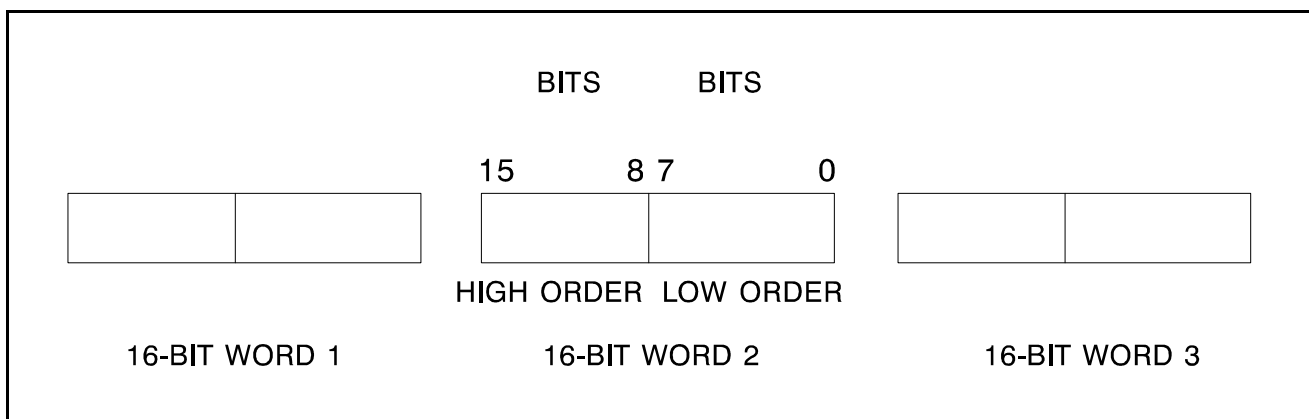 BITS BITS
15 8 7 0
HIGH ORDER LOW ORDER
16-BIT WORD 1 16-BIT WORD 2 16-BIT WORD 3